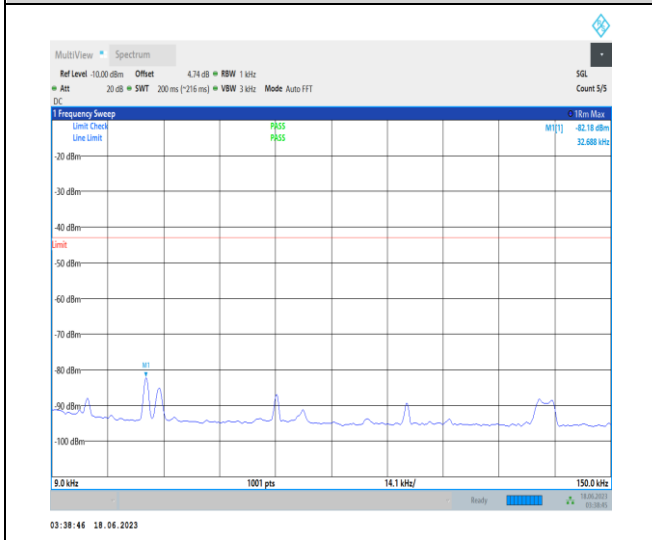 MultiView Spectrum
Ref Level -10.00 dBm Offset 4.74 dB RBW 1 kHz SGL
Att 20 dB SWT 200 ms (~216 ms) VBW 3 kHz Mode Auto FFT Count 5/5
DC
1 Frequency Sweep 1Rm Max
Limit Check PASS M1[1] -82.18 dBm
Line Limit PASS 32.688 kHz
-20 dBm
-30 dBm
-40 dBm
Limit
-50 dBm
-60 dBm
-70 dBm
M1
-80 dBm
-90 dBm
-100 dBm
9.0 kHz 1001 pts 14.1 kHz/ 150.0 kHz
Ready 18.06.2023
03:38:45
03:38:46 18.06.2023